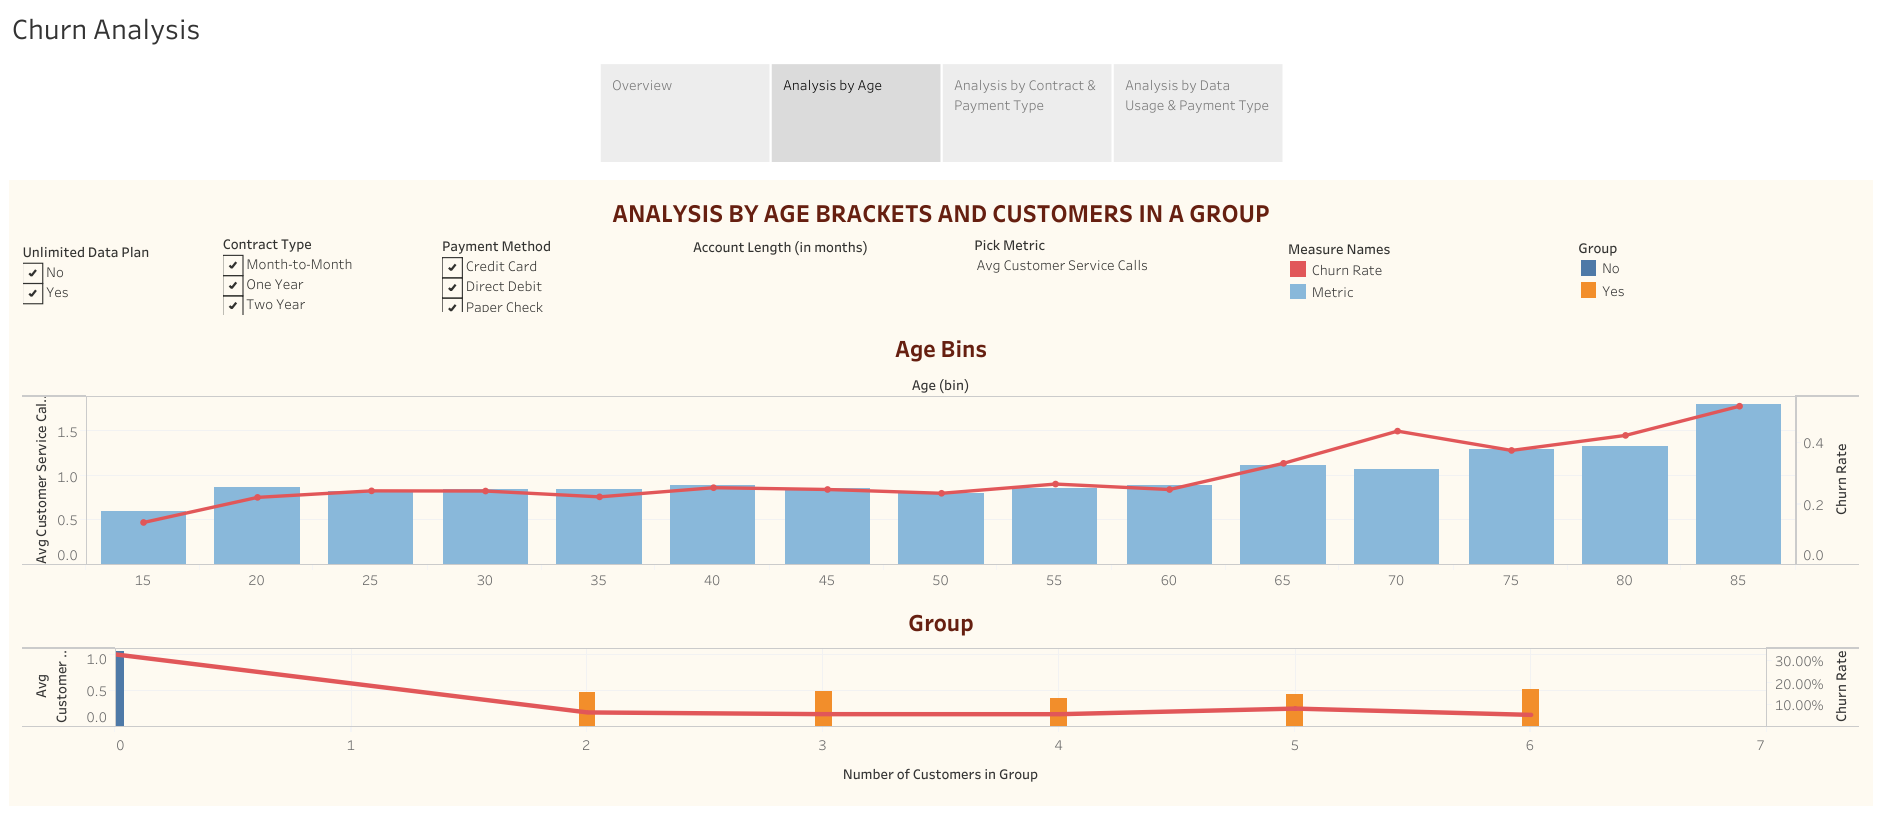 Churn Analysis
Overview
Analysis by Age
Analysis by Contract &
Payment Type
Analysis by Data
Usage & Payment Type
ANALYSIS BY AGE BRACKETS AND CUSTOMERS IN A GROUP
Unlimited Data Plan
No
Yes
Contract Type
Month-to-Month
One Year
Two Year
Payment Method
Credit Card
Direct Debit
Paper Check
Account Length (in months)
Pick Metric
Avg Customer Service Calls
Measure Names
Churn Rate
Metric
Group
No
Yes
Age Bins
Age (bin)
Avg Customer Service Cal..
1.5
1.0
0.5
0.0
0.4
0.2
0.0
Churn Rate
15 20 25 30 35 40 45 50 55 60 65 70 75 80 85
Group
Avg
Customer ..
1.0
0.5
0.0
30.00%
20.00%
10.00%
Churn Rate
0 1 2 3 4 5 6 7
Number of Customers in Group